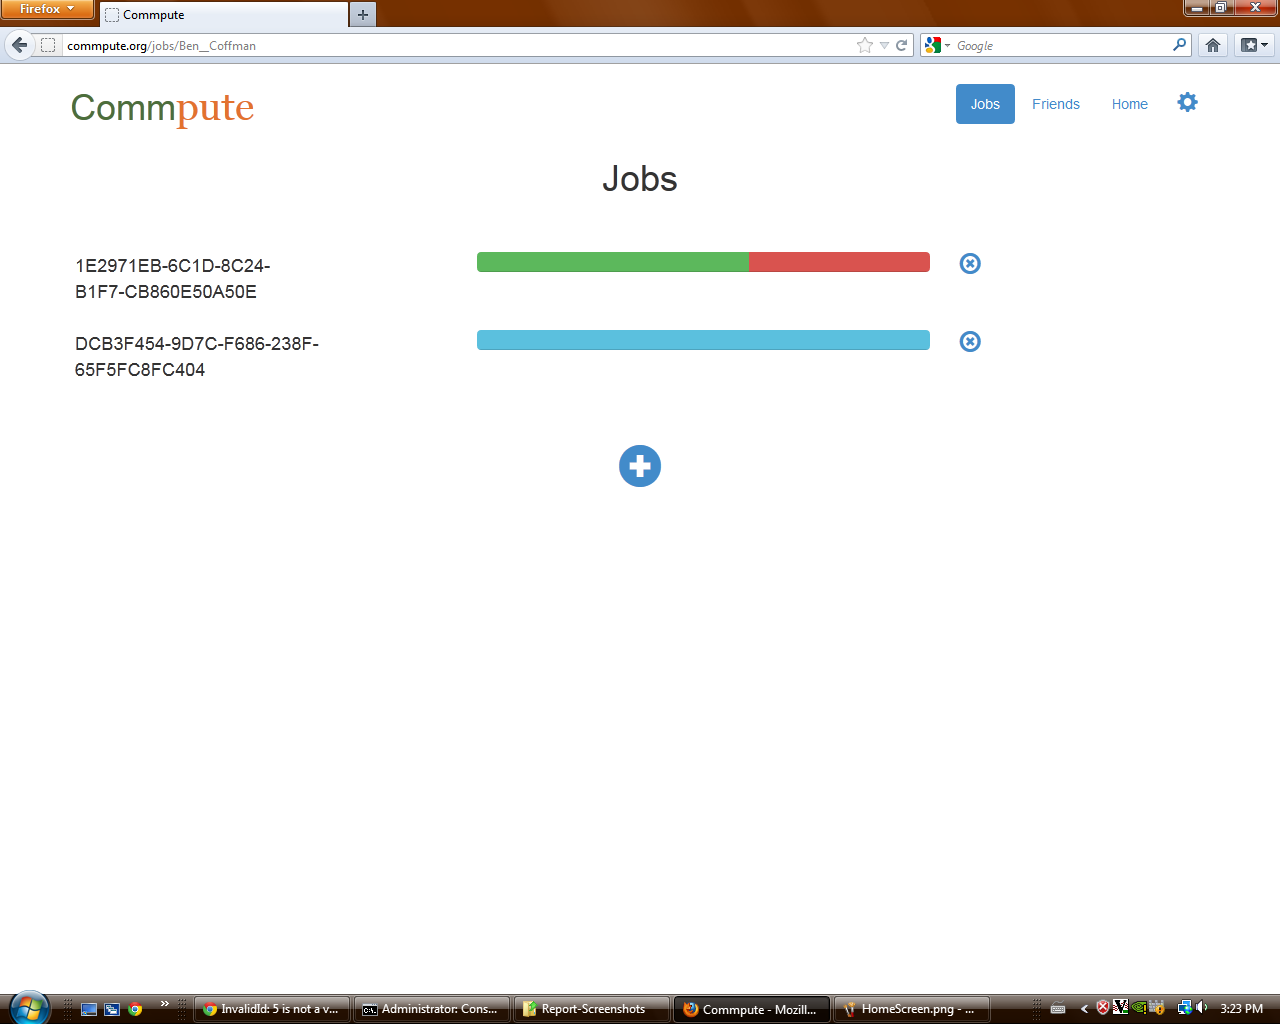 Firefox
Commpute
commpute.org/jobs/Ben__Coffman
Google
Commpute
Jobs
Friends
Home
Jobs
1E2971EB-6C1D-8C24-
B1F7-CB860E50A50E
DCB3F454-9D7C-F686-238F-
65F5FC8FC404
InvalidId: 5 is not a v...
Administrator: Cons...
Report-Screenshots
Commpute - Mozill...
HomeScreen.png - ...
3:23 PM